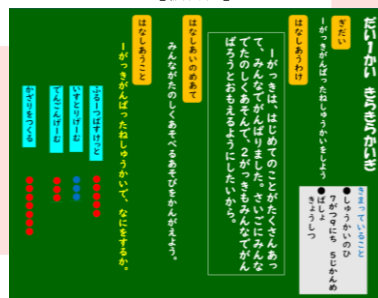 だい1かい きらきらかいぎ
ぎだい
1がっきがんばったねしゅうかいをしよう
きまっていること
●しゅうかいのひ
7がつ9にち 5じかんめ
●ばしょ
きょうしつ
はなしあうわけ
1がっきは、はじめてのことがたくさんあっ
て、みんなでがんばりました。さいごにみんな
でたのしくあそんで、2がっきもみんなでがん
ばろうとおもえるようにしたいから。
はなしあいのめあて
みんながたのしくあそべるあそびをかんがえよう。
はなしあうこと
1がっきがんばったねしゅうかいで、なにをするか。
ふるーつばすけっと
いすとりげーむ
でんごんげーむ
かざりをつくる